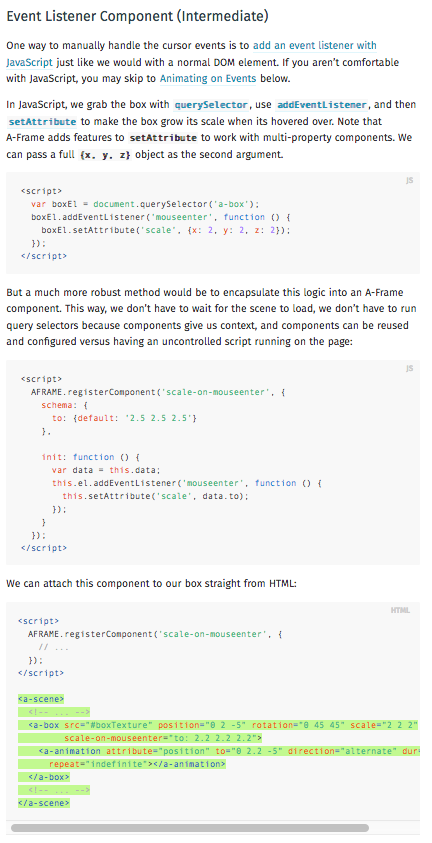 Event Listener Component (Intermediate)
One way to manually handle the cursor events is to add an event listener with
JavaScript just like we would with a normal DOM element. If you aren't comfortable
with JavaScript, you may skip to Animating on Events below.
In JavaScript, we grab the box with querySelector, use addEventListener, and then
setAttribute to make the box grow its scale when its hovered over. Note that
A-Frame adds features to setAttribute to work with multi-property components. We
can pass a full {x, y, z} object as the second argument.
JS
<script>
var boxEl = document.querySelector('a-box');
boxEl.addEventListener('mouseenter', function () {
boxEl.setAttribute('scale', {x: 2, y: 2, z: 2});
});
</script>
But a much more robust method would be to encapsulate this logic into an A-Frame
component. This way, we don't have to wait for the scene to load, we don't have to run
query selectors because components give us context, and components can be reused
and configured versus having an uncontrolled script running on the page:
JS
<script>
AFRAME.registerComponent('scale-on-mouseenter', {
schema: {
to: {default: '2.5 2.5 2.5'}
},
init: function () {
var data = this.data;
this.el.addEventListener('mouseenter', function () {
this.setAttribute('scale', data.to);
});
}
});
</script>
We can attach this component to our box straight from HTML:
HTML
<script>
AFRAME.registerComponent('scale-on-mouseenter', {
// ...
});
</script>
<a-scene>
<!-- ... -->
<a-box src="#boxTexture" position="0 2 -5" rotation="0 45 45" scale="2 2 2"
scale-on-mouseenter="to: 2.2 2.2 2.2">
<a-animation attribute="position" to="0 2.2 -5" direction="alternate" dur
repeat="indefinite"></a-animation>
</a-box>
<!-- ... -->
</a-scene>